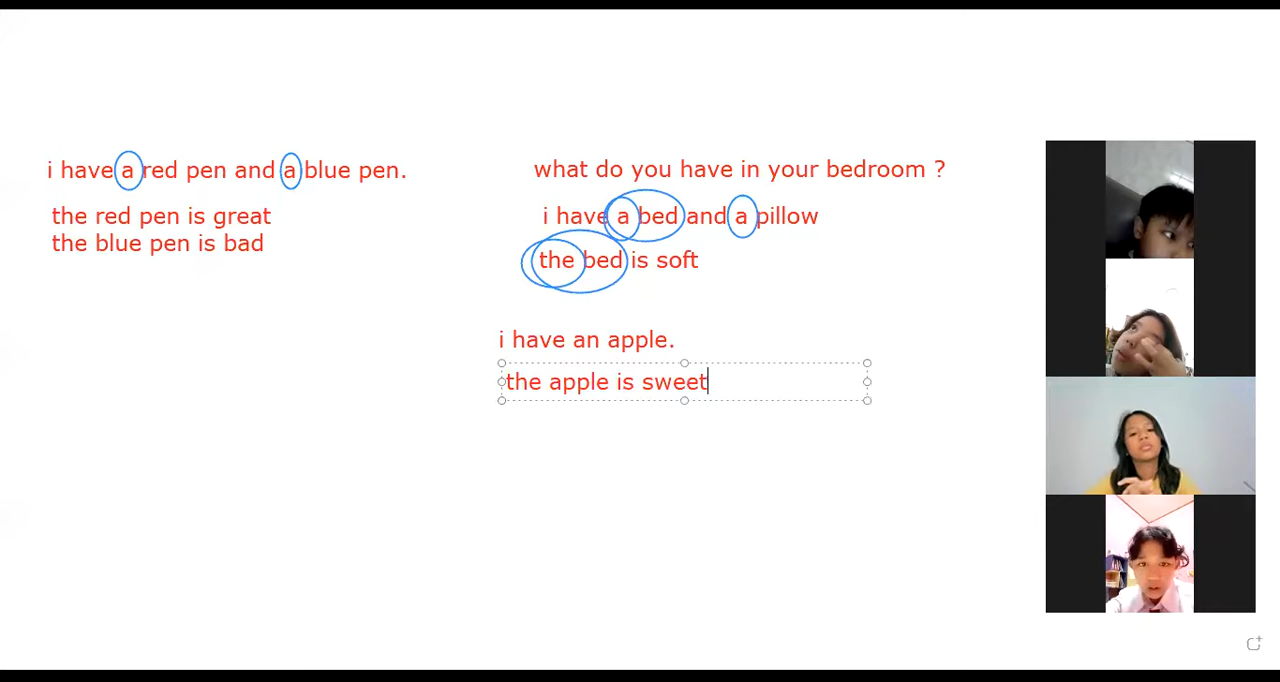 i have a red pen and a blue pen.
the red pen is great
the blue pen is bad
what do you have in your bedroom ?
i have a bed and a pillow
the bed is soft
i have an apple.
the apple is sweet